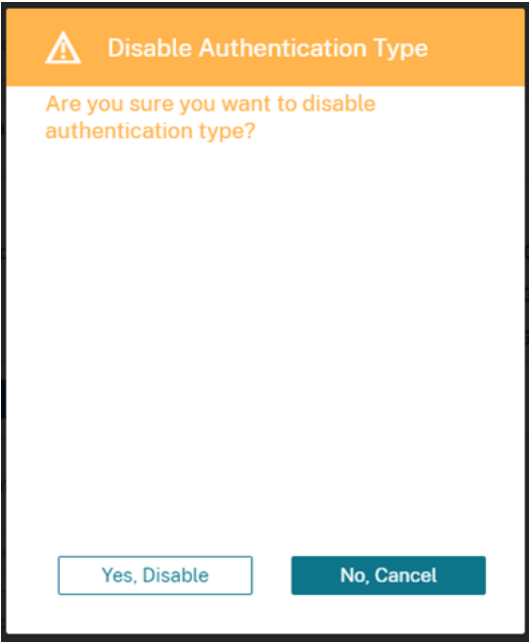 Disable Authentication Type
Are you sure you want to disable
authentication type?
Yes, Disable
No, Cancel